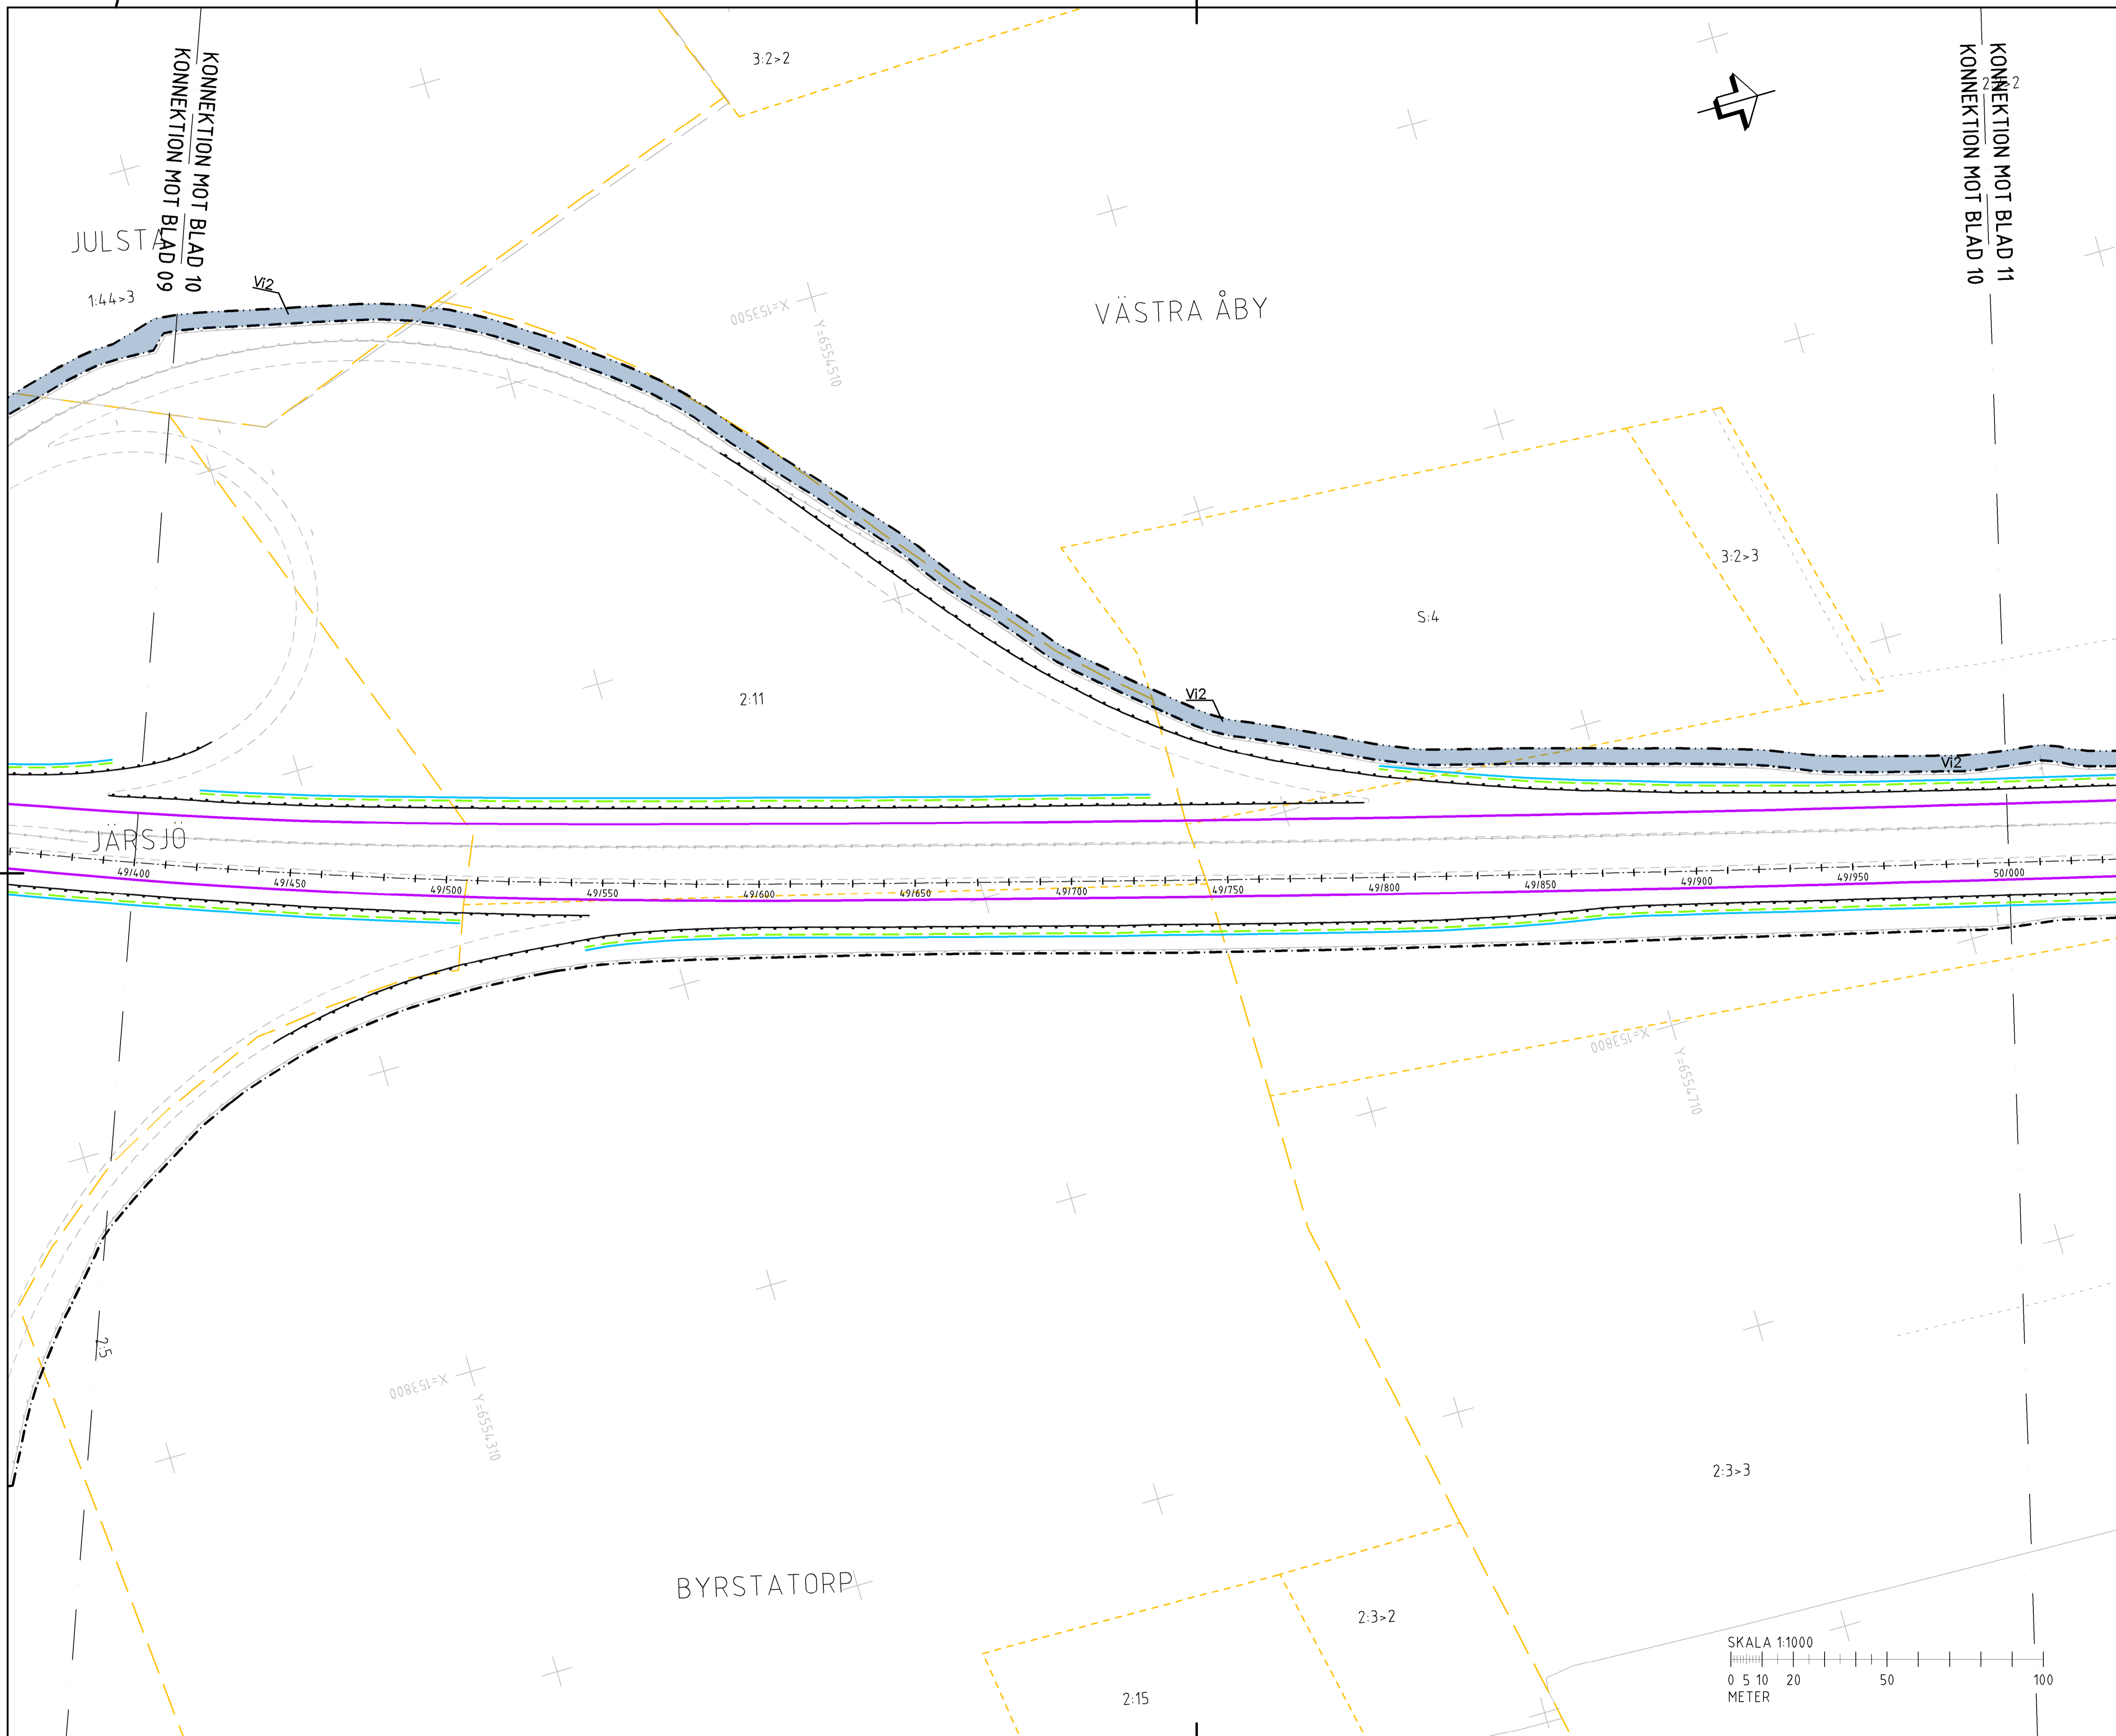 KONNEKTION MOT BLAD 10
KONNEKTION MOT BLAD 09
KONNEKTION MOT BLAD 11
KONNEKTION MOT BLAD 10
3:2>2
1:44>3
Vi2
X=153500
Y=6554510
VÄSTRA ÅBY
3:2>3
S:4
2:11
Vi2
Vi2
JÄRSJÖ
49/400
49/450
49/500
49/550
49/600
49/650
49/700
49/750
49/800
49/850
49/900
49/950
50/000
X=153800
Y=6554710
2:5
X=153800
Y=6554310
2:3>3
BYRSTATORP
2:3>2
2:15
SKALA 1:1000
0 5 10 20 50 100
METER